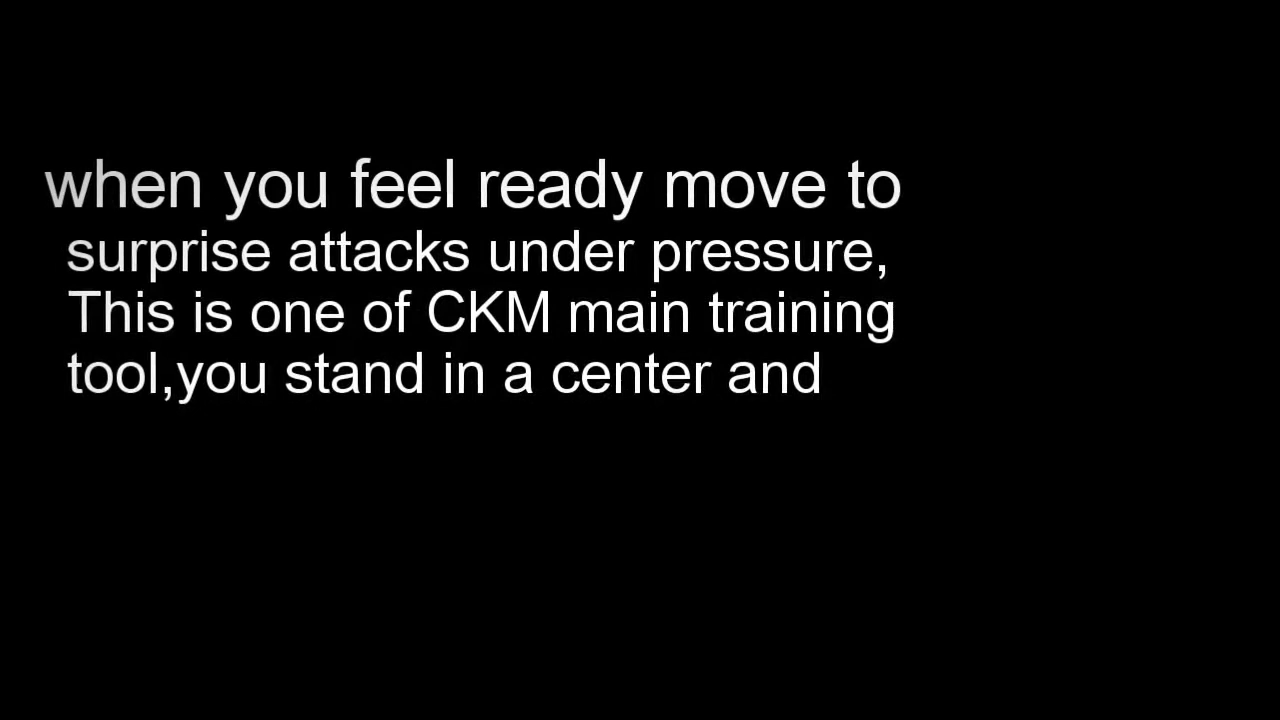 when you feel ready move to
surprise attacks under pressure,
This is one of CKM main training
tool,you stand in a center and